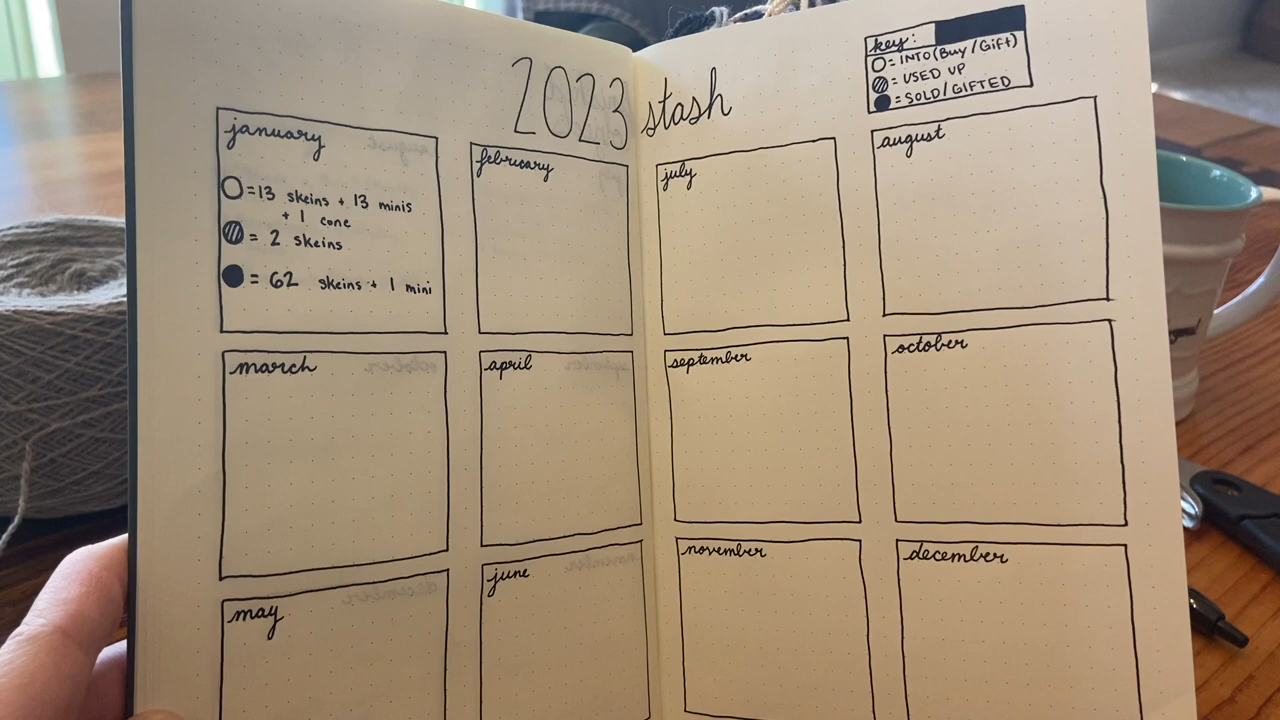 2023 stash
key:
○ = INTO (Buy/Gift)
◍ = USED UP
● = SOLD/GIFTED
january
○ = 13 skeins + 13 minis
+ 1 cone
◍ = 2 skeins
● = 62 skeins + 1 mini
february
march
april
may
june
july
august
september
october
november
december